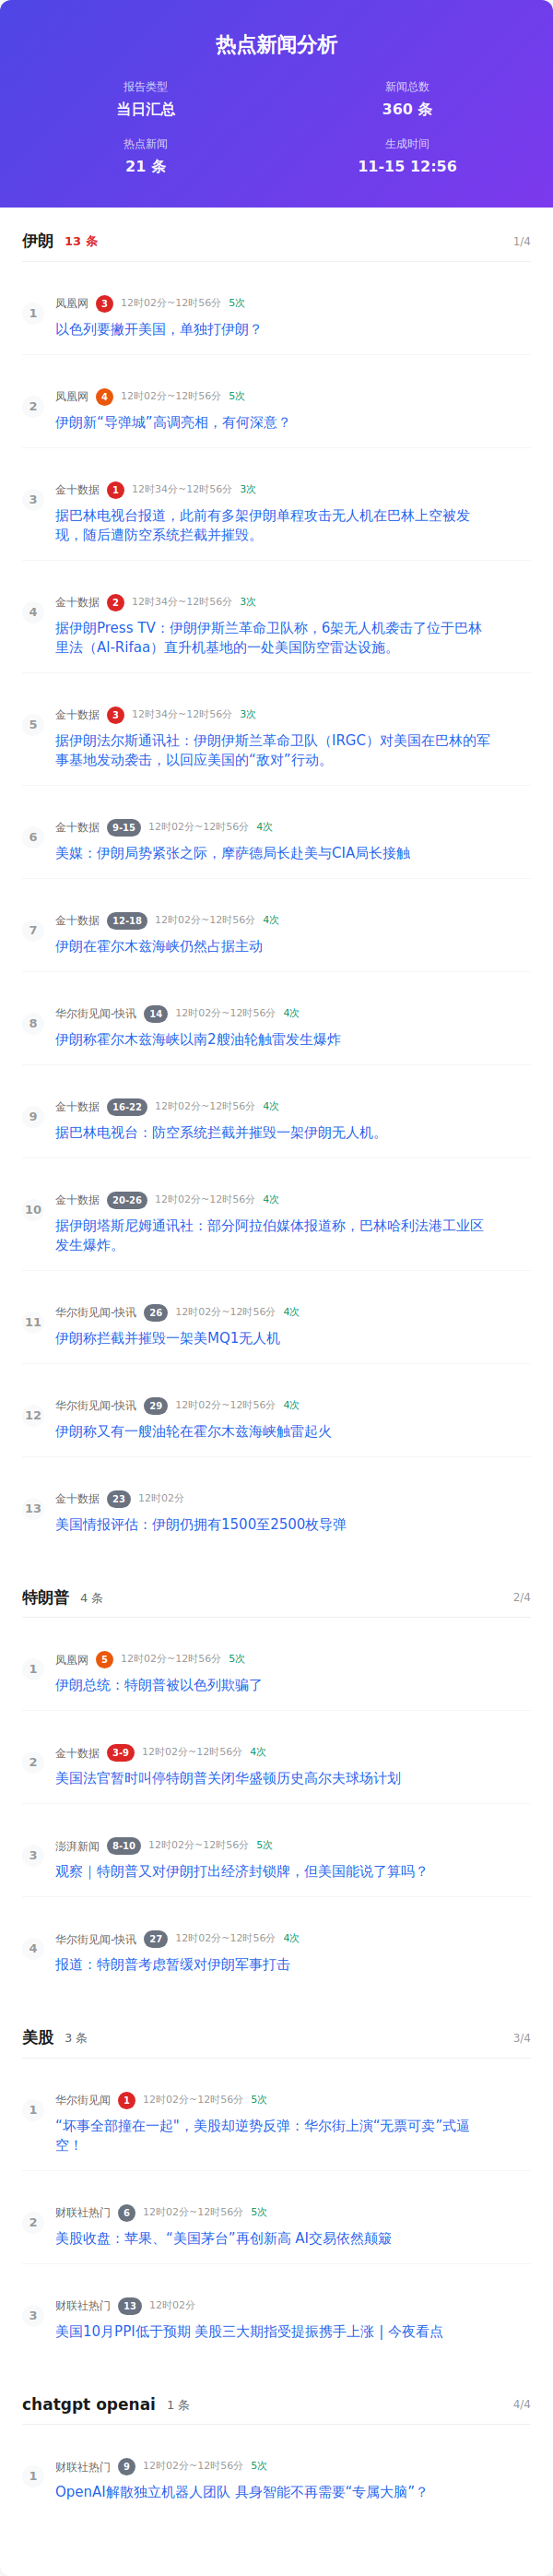 热点新闻分析
报告类型
当日汇总
新闻总数
360 条
热点新闻
21 条
生成时间
11-15 12:56
伊朗 13 条 1/4
1 凤凰网 3 12时02分~12时56分 5次
以色列要撇开美国，单独打伊朗？
2 凤凰网 4 12时02分~12时56分 5次
伊朗新“导弹城”高调亮相，有何深意？
3 金十数据 1 12时34分~12时56分 3次
据巴林电视台报道，此前有多架伊朗单程攻击无人机在巴林上空被发
现，随后遭防空系统拦截并摧毁。
4 金十数据 2 12时34分~12时56分 3次
据伊朗Press TV：伊朗伊斯兰革命卫队称，6架无人机袭击了位于巴林
里法（Al-Rifaa）直升机基地的一处美国防空雷达设施。
5 金十数据 3 12时34分~12时56分 3次
据伊朗法尔斯通讯社：伊朗伊斯兰革命卫队（IRGC）对美国在巴林的军
事基地发动袭击，以回应美国的“敌对”行动。
6 金十数据 9-15 12时02分~12时56分 4次
美媒：伊朗局势紧张之际，摩萨德局长赴美与CIA局长接触
7 金十数据 12-18 12时02分~12时56分 4次
伊朗在霍尔木兹海峡仍然占据主动
8 华尔街见闻-快讯 14 12时02分~12时56分 4次
伊朗称霍尔木兹海峡以南2艘油轮触雷发生爆炸
9 金十数据 16-22 12时02分~12时56分 4次
据巴林电视台：防空系统拦截并摧毁一架伊朗无人机。
10 金十数据 20-26 12时02分~12时56分 4次
据伊朗塔斯尼姆通讯社：部分阿拉伯媒体报道称，巴林哈利法港工业区
发生爆炸。
11 华尔街见闻-快讯 26 12时02分~12时56分 4次
伊朗称拦截并摧毁一架美MQ1无人机
12 华尔街见闻-快讯 29 12时02分~12时56分 4次
伊朗称又有一艘油轮在霍尔木兹海峡触雷起火
13 金十数据 23 12时02分
美国情报评估：伊朗仍拥有1500至2500枚导弹
特朗普 4 条 2/4
1 凤凰网 5 12时02分~12时56分 5次
伊朗总统：特朗普被以色列欺骗了
2 金十数据 3-9 12时02分~12时56分 4次
美国法官暂时叫停特朗普关闭华盛顿历史高尔夫球场计划
3 澎湃新闻 8-10 12时02分~12时56分 5次
观察｜特朗普又对伊朗打出经济封锁牌，但美国能说了算吗？
4 华尔街见闻-快讯 27 12时02分~12时56分 4次
报道：特朗普考虑暂缓对伊朗军事打击
美股 3 条 3/4
1 华尔街见闻 1 12时02分~12时56分 5次
“坏事全部撞在一起"，美股却逆势反弹：华尔街上演“无票可卖”式逼
空！
2 财联社热门 6 12时02分~12时56分 5次
美股收盘：苹果、“美国茅台”再创新高 AI交易依然颠簸
3 财联社热门 13 12时02分
美国10月PPI低于预期 美股三大期指受提振携手上涨 | 今夜看点
chatgpt openai 1 条 4/4
1 财联社热门 9 12时02分~12时56分 5次
OpenAI解散独立机器人团队 具身智能不再需要“专属大脑”？